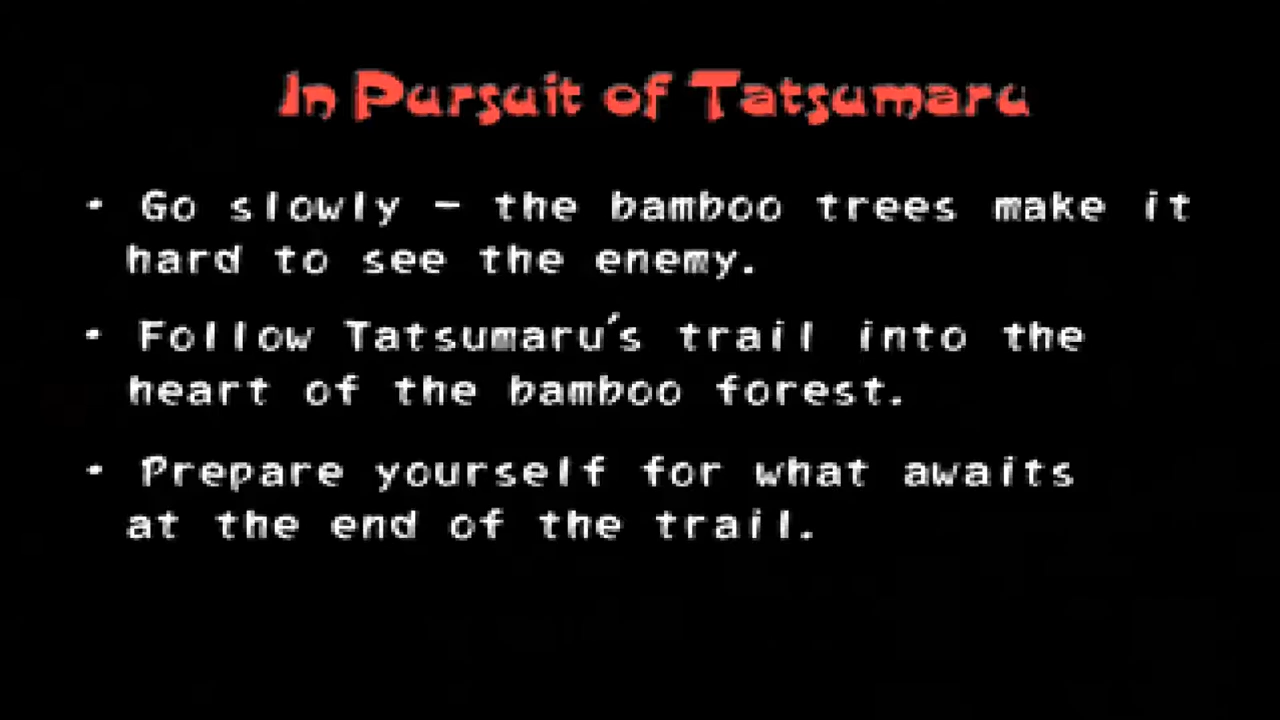 In Pursuit of Tatsumaru
• Go slowly – the bamboo trees make it
hard to see the enemy.
• Follow Tatsumaru's trail into the
heart of the bamboo forest.
• Prepare yourself for what awaits
at the end of the trail.